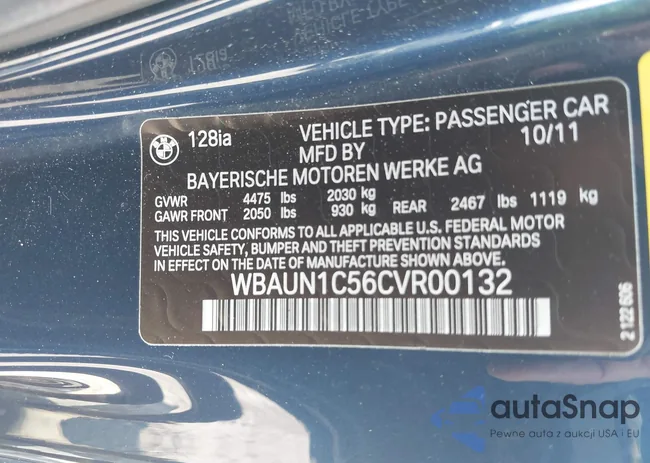 128ia
VEHICLE TYPE: PASSENGER CAR
MFD BY
10/11
BAYERISCHE MOTOREN WERKE AG
GVWR 4475 lbs 2030 kg
GAWR FRONT 2050 lbs 930 kg REAR 2467 lbs 1119 kg
THIS VEHICLE CONFORMS TO ALL APPLICABLE U.S. FEDERAL MOTOR
VEHICLE SAFETY, BUMPER AND THEFT PREVENTION STANDARDS
IN EFFECT ON THE DATE OF MANUFACTURE SHOWN ABOVE.
WBAUN1C56CVR00132
2 122 606
autaSnap
Pewne auta z aukcji USA i EU